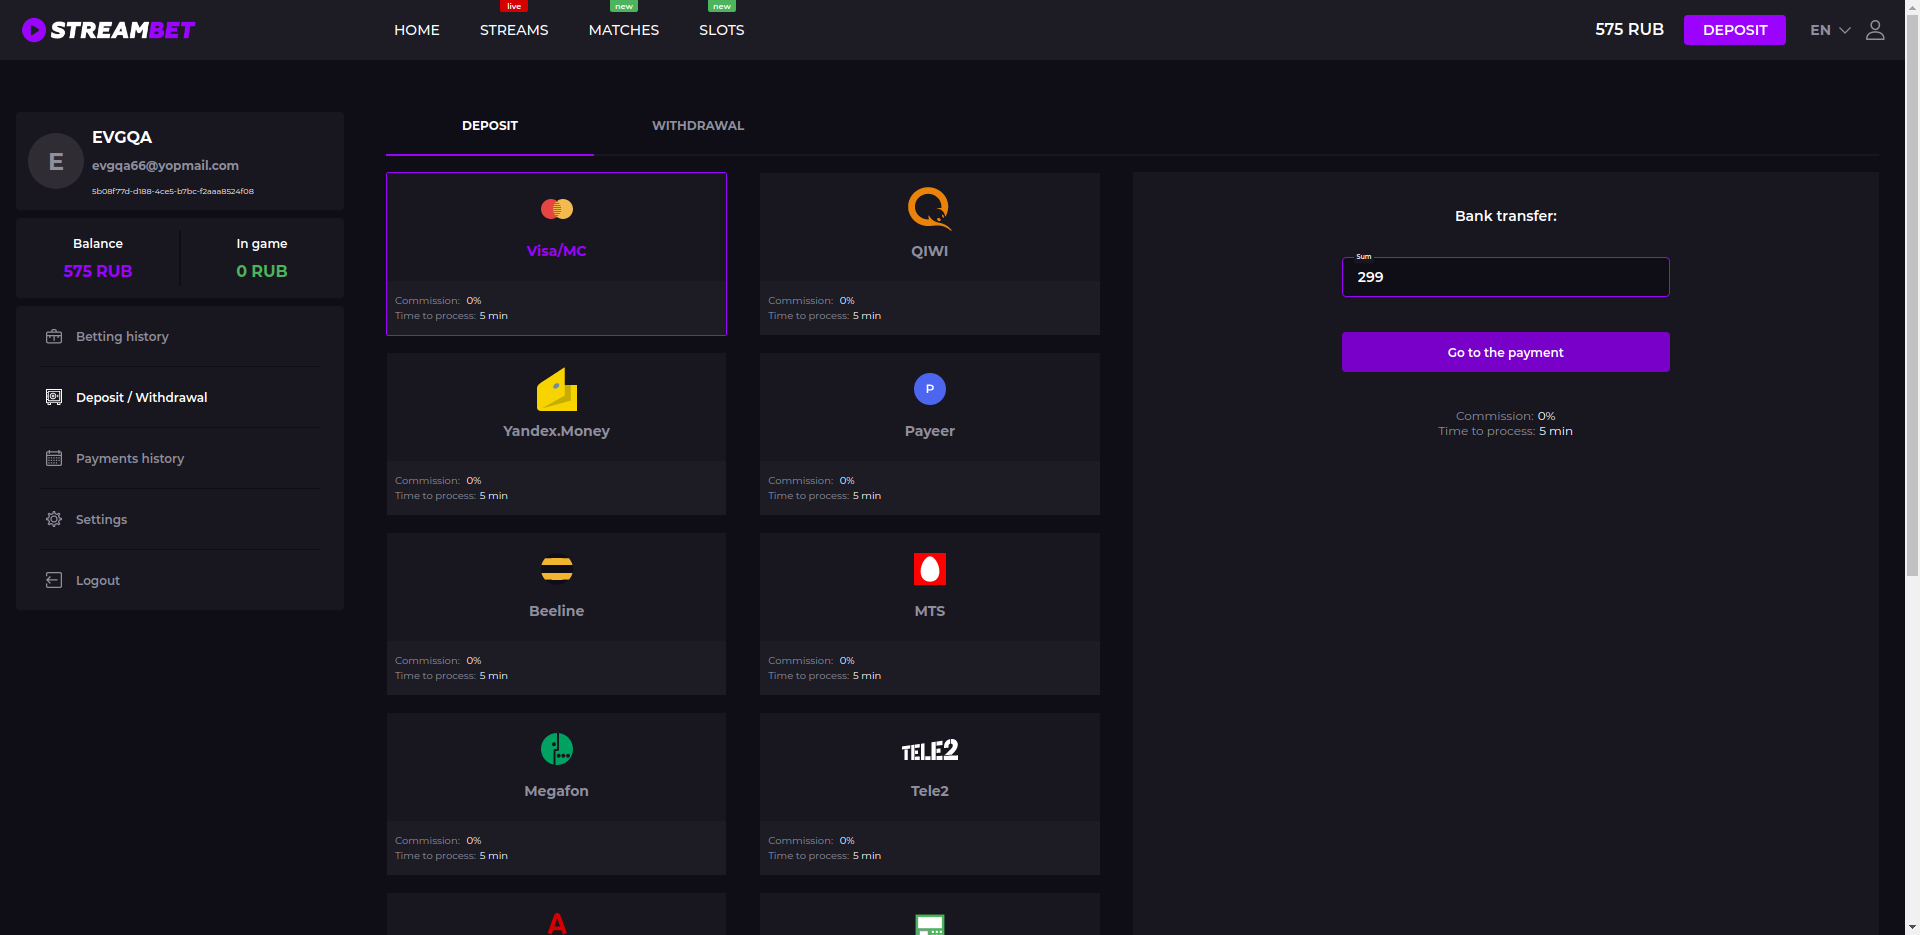 STREAMBET
HOME
live
STREAMS
new
MATCHES
new
SLOTS
575 RUB
DEPOSIT
EN
E
EVGQA
evgqa66@yopmail.com
5b08f77d-d188-4ce5-b7bc-f2aaa8524f08
Balance
575 RUB
In game
0 RUB
Betting history
Deposit / Withdrawal
Payments history
Settings
Logout
DEPOSIT
WITHDRAWAL
Visa/MC
Commission: 0%
Time to process: 5 min
QIWI
Commission: 0%
Time to process: 5 min
Yandex.Money
Commission: 0%
Time to process: 5 min
P
Payeer
Commission: 0%
Time to process: 5 min
Beeline
Commission: 0%
Time to process: 5 min
MTS
Commission: 0%
Time to process: 5 min
Megafon
Commission: 0%
Time to process: 5 min
TELE2
Tele2
Commission: 0%
Time to process: 5 min
A
Bank transfer:
Sum
299
Go to the payment
Commission: 0%
Time to process: 5 min